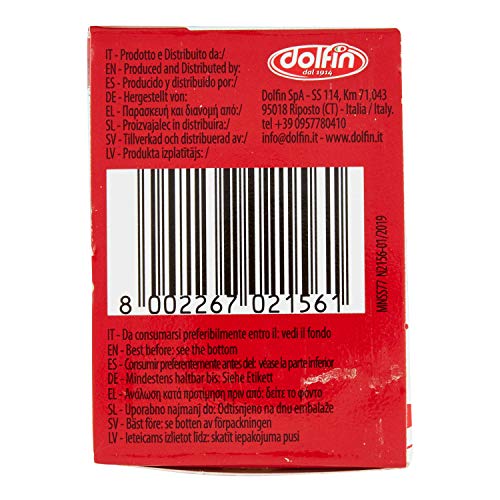 dolfin
dal 1914
IT - Prodotto e Distribuito da:/
EN - Produced and Distributed by:
ES - Producido y distribuido por:/
DE - Hergestellt von:
EL - Παρασκευή και διανομή από:/
SL - Proizvajalec in distribuira:/
SV - Tillverkad och distribuerad av:/
LV - Produkta izplatītājs:/
Dolfin SpA - SS 114, Km 71,043
95018 Riposto (CT) - Italia / Italy.
tel +39 0957780410
info@dolfin.it - www.dolfin.it
8 002267 021561
MNSS77 N2156-01/2019
IT - Da consumarsi preferibilmente entro il: vedi il fondo
EN - Best before: see the bottom
ES - Consumir preferentemente antes del: véase la parte inferior
DE - Mindestens haltbar bis: Siehe Etikett
EL - Ανάλωση κατά προτίμηση πριν από: δείτε το φόντο
SL - Uporabno najmanj do: Odtisnjeno na dnu embalaže
SV - Bäst före: se botten av förpackningen
LV - Ieteicams izlietot līdz: skatīt iepakojuma pusi